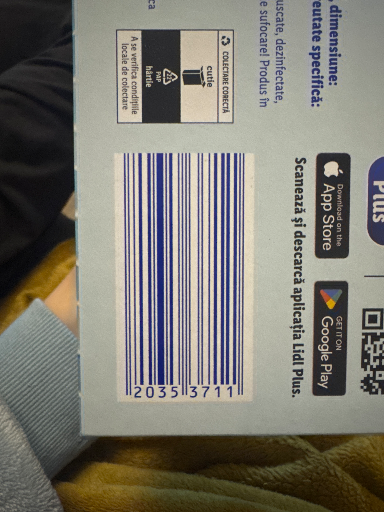 dimensiune:
eutate specifică:
uscate, dezinfectate,
e sufocare! Produs în
ca
COLECTARE CORECTĂ
cutie
PAP
hârtie
A se verifica condițiile
locale de colectare
Plus
Download on the
App Store
GET IT ON
Google Play
Scanează și descarcă aplicația Lidl Plus.
2035 3711